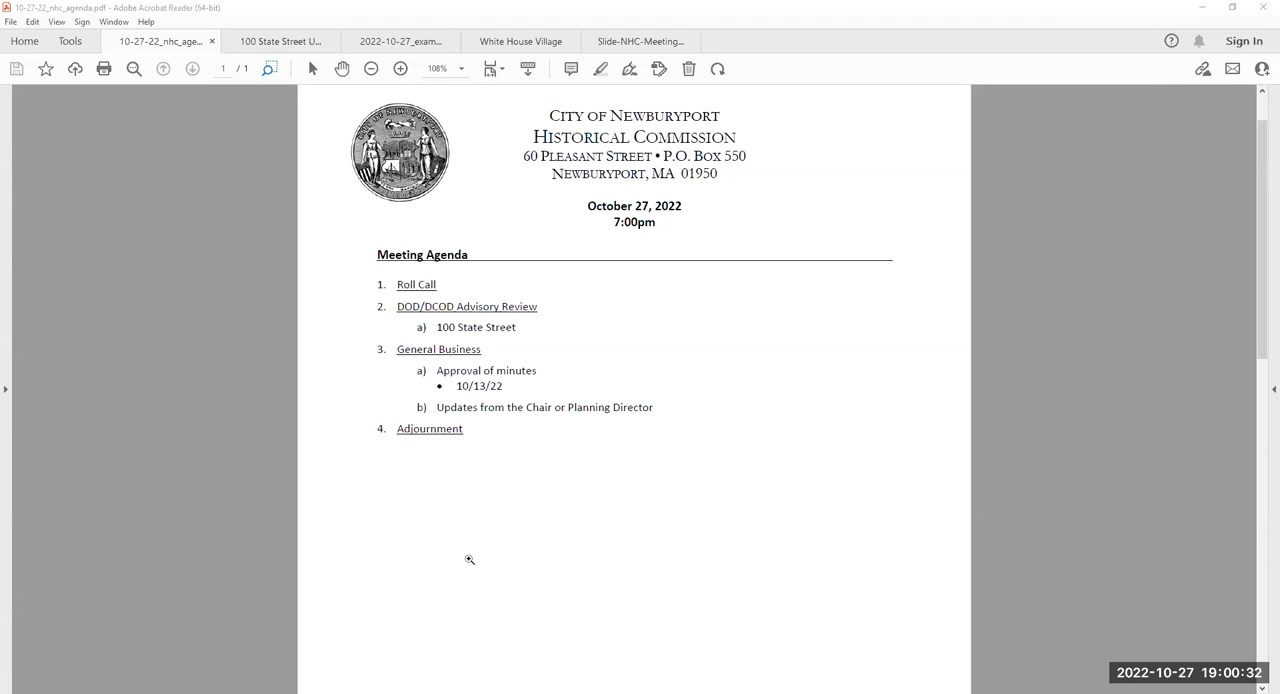 10-27-22_nhc_agenda.pdf - Adobe Acrobat Reader (64-bit)
File Edit View Sign Window Help
Home Tools 10-27-22_nhc_age... × 100 State Street U... 2022-10-27_exam... White House Village Slide-NHC-Meeting... Sign In
1 / 1 108%
CITY OF NEWBURYPORT
HISTORICAL COMMISSION
60 PLEASANT STREET • P.O. BOX 550
NEWBURYPORT, MA 01950
October 27, 2022
7:00pm
Meeting Agenda
1. Roll Call
2. DOD/DCOD Advisory Review
a) 100 State Street
3. General Business
a) Approval of minutes
• 10/13/22
b) Updates from the Chair or Planning Director
4. Adjournment
2022-10-27 19:00:32